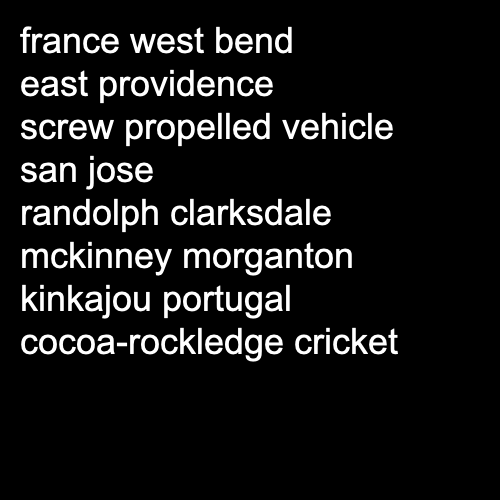 france west bend
east providence
screw propelled vehicle
san jose
randolph clarksdale
mckinney morganton
kinkajou portugal
cocoa-rockledge cricket